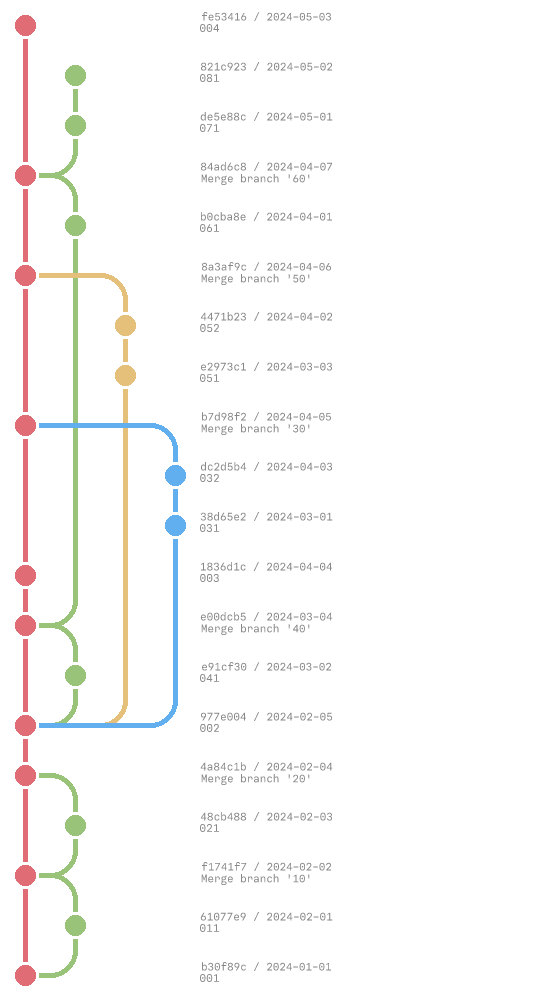 fe53416 / 2024-05-03
004
821c923 / 2024-05-02
081
de5e88c / 2024-05-01
071
84ad6c8 / 2024-04-07
Merge branch '60'
b0cba8e / 2024-04-01
061
8a3af9c / 2024-04-06
Merge branch '50'
4471b23 / 2024-04-02
052
e2973c1 / 2024-03-03
051
b7d98f2 / 2024-04-05
Merge branch '30'
dc2d5b4 / 2024-04-03
032
38d65e2 / 2024-03-01
031
1836d1c / 2024-04-04
003
e00dcb5 / 2024-03-04
Merge branch '40'
e91cf30 / 2024-03-02
041
977e004 / 2024-02-05
002
4a84c1b / 2024-02-04
Merge branch '20'
48cb488 / 2024-02-03
021
f1741f7 / 2024-02-02
Merge branch '10'
61077e9 / 2024-02-01
011
b30f89c / 2024-01-01
001